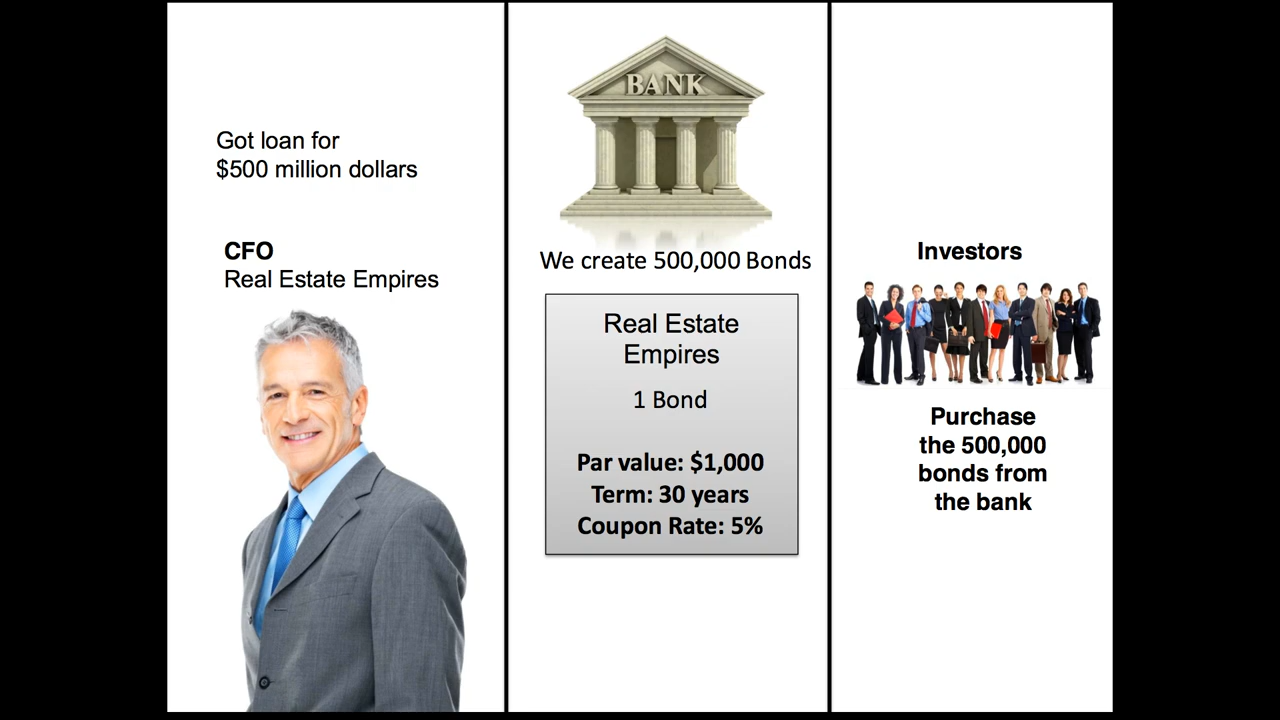 Got loan for
$500 million dollars
CFO
Real Estate Empires
BANK
We create 500,000 Bonds
Real Estate
Empires
1 Bond
Par value: $1,000
Term: 30 years
Coupon Rate: 5%
Investors
Purchase
the 500,000
bonds from
the bank